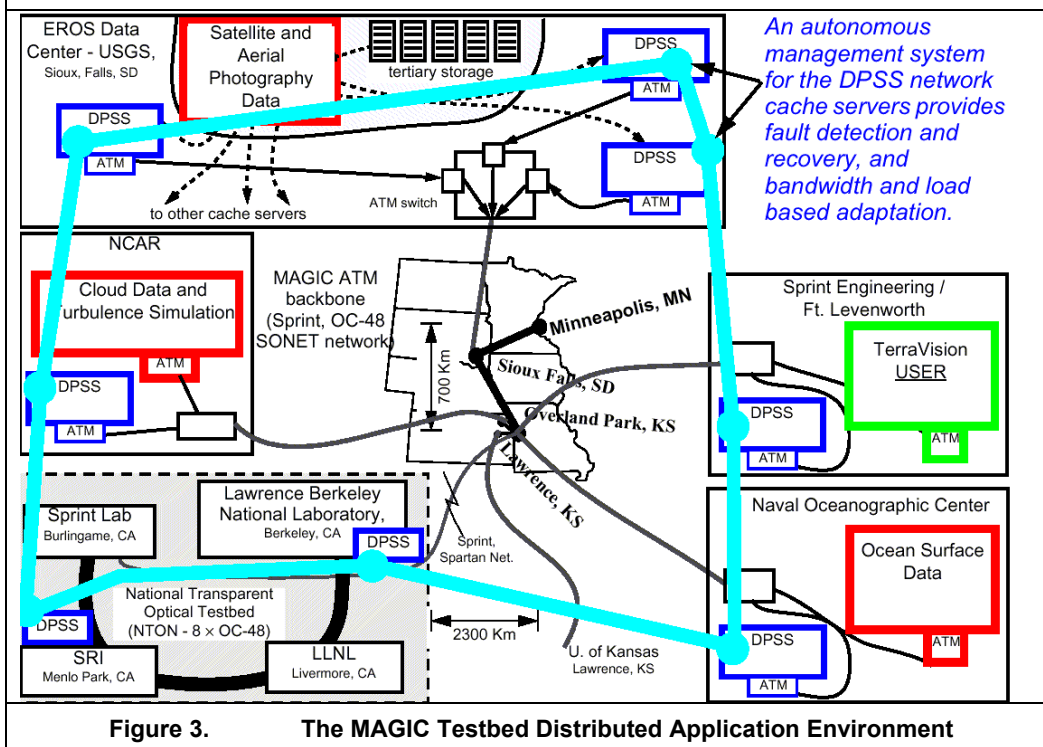 EROS Data
Center - USGS,
Sioux, Falls, SD
Satellite and
Aerial
Photography
Data
tertiary storage
DPSS
ATM
DPSS
ATM
DPSS
ATM
to other cache servers
ATM switch
An autonomous
management system
for the DPSS network
cache servers provides
fault detection and
recovery, and
bandwidth and load
based adaptation.
NCAR
Cloud Data and
Turbulence Simulation
ATM
DPSS
ATM
MAGIC ATM
backbone
(Sprint, OC-48
SONET network)
700 Km
Minneapolis, MN
Sioux Falls, SD
Overland Park, KS
Lawrence, KS
Sprint Engineering /
Ft. Levenworth
TerraVision
USER
ATM
DPSS
ATM
Sprint Lab
Burlingame, CA
Lawrence Berkeley
National Laboratory,
Berkeley, CA
DPSS
National Transparent
Optical Testbed
(NTON - 8 × OC-48)
DPSS
SRI
Menlo Park, CA
LLNL
Livermore, CA
Sprint,
Spartan Net.
2300 Km
U. of Kansas
Lawrence, KS
Naval Oceanographic Center
Ocean Surface
Data
ATM
DPSS
ATM
Figure 3. The MAGIC Testbed Distributed Application Environment